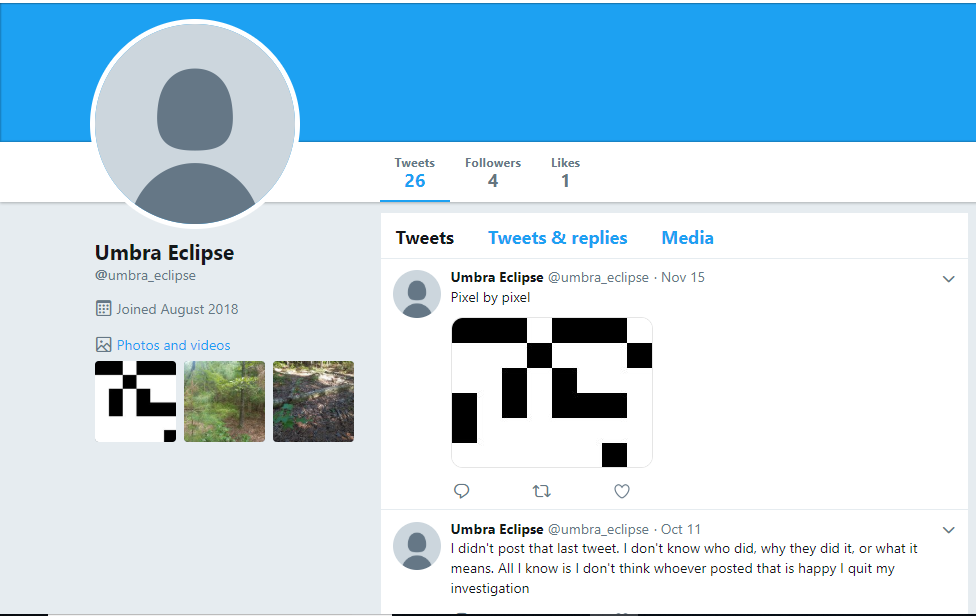 Tweets Followers Likes
26 4 1
Umbra Eclipse
@umbra_eclipse
Joined August 2018
Photos and videos
Tweets Tweets & replies Media
Umbra Eclipse @umbra_eclipse · Nov 15
Pixel by pixel
Umbra Eclipse @umbra_eclipse · Oct 11
I didn't post that last tweet. I don't know who did, why they did it, or what it
means. All I know is I don't think whoever posted that is happy I quit my
investigation